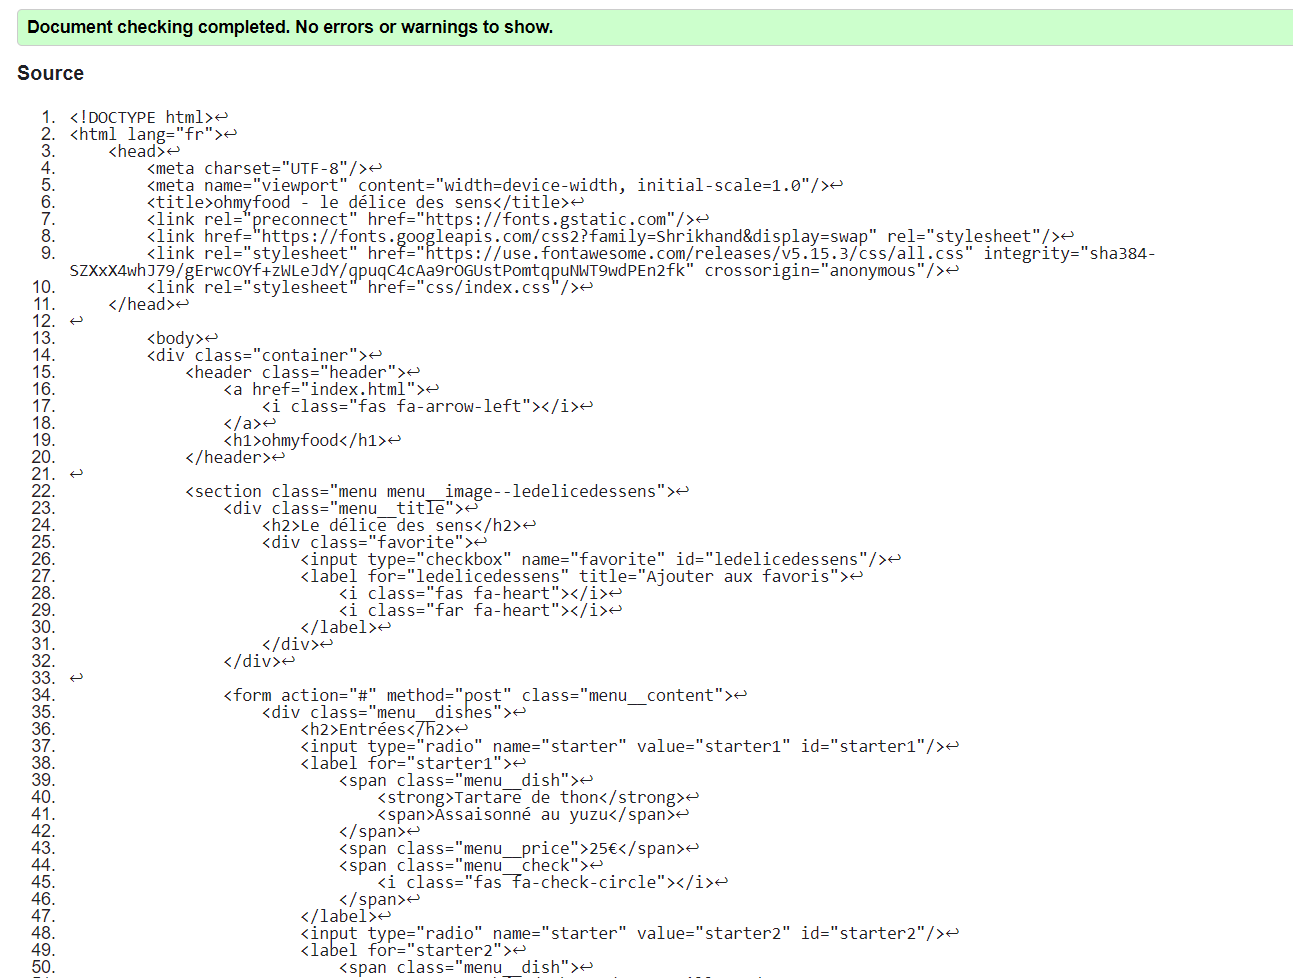 Document checking completed. No errors or warnings to show.
Source
1. <!DOCTYPE html>↩
2. <html lang="fr">↩
3. <head>↩
4. <meta charset="UTF-8"/>↩
5. <meta name="viewport" content="width=device-width, initial-scale=1.0"/>↩
6. <title>ohmyfood - le délice des sens</title>↩
7. <link rel="preconnect" href="https://fonts.gstatic.com"/>↩
8. <link href="https://fonts.googleapis.com/css2?family=Shrikhand&display=swap" rel="stylesheet"/>↩
9. <link rel="stylesheet" href="https://use.fontawesome.com/releases/v5.15.3/css/all.css" integrity="sha384-
SZXxX4whJ79/gErwcOYf+zWLeJdY/qpuqC4cAa9rOGUstPomtqpuNWT9wdPEn2fk" crossorigin="anonymous"/>↩
10. <link rel="stylesheet" href="css/index.css"/>↩
11. </head>↩
12. ↩
13. <body>↩
14. <div class="container">↩
15. <header class="header">↩
16. <a href="index.html">↩
17. <i class="fas fa-arrow-left"></i>↩
18. </a>↩
19. <h1>ohmyfood</h1>↩
20. </header>↩
21. ↩
22. <section class="menu menu__image--ledelicedessens">↩
23. <div class="menu__title">↩
24. <h2>Le délice des sens</h2>↩
25. <div class="favorite">↩
26. <input type="checkbox" name="favorite" id="ledelicedessens"/>↩
27. <label for="ledelicedessens" title="Ajouter aux favoris">↩
28. <i class="fas fa-heart"></i>↩
29. <i class="far fa-heart"></i>↩
30. </label>↩
31. </div>↩
32. </div>↩
33. ↩
34. <form action="#" method="post" class="menu__content">↩
35. <div class="menu__dishes">↩
36. <h2>Entrées</h2>↩
37. <input type="radio" name="starter" value="starter1" id="starter1"/>↩
38. <label for="starter1">↩
39. <span class="menu__dish">↩
40. <strong>Tartare de thon</strong>↩
41. <span>Assaisonné au yuzu</span>↩
42. </span>↩
43. <span class="menu__price">25€</span>↩
44. <span class="menu__check">↩
45. <i class="fas fa-check-circle"></i>↩
46. </span>↩
47. </label>↩
48. <input type="radio" name="starter" value="starter2" id="starter2"/>↩
49. <label for="starter2">↩
50. <span class="menu__dish">↩